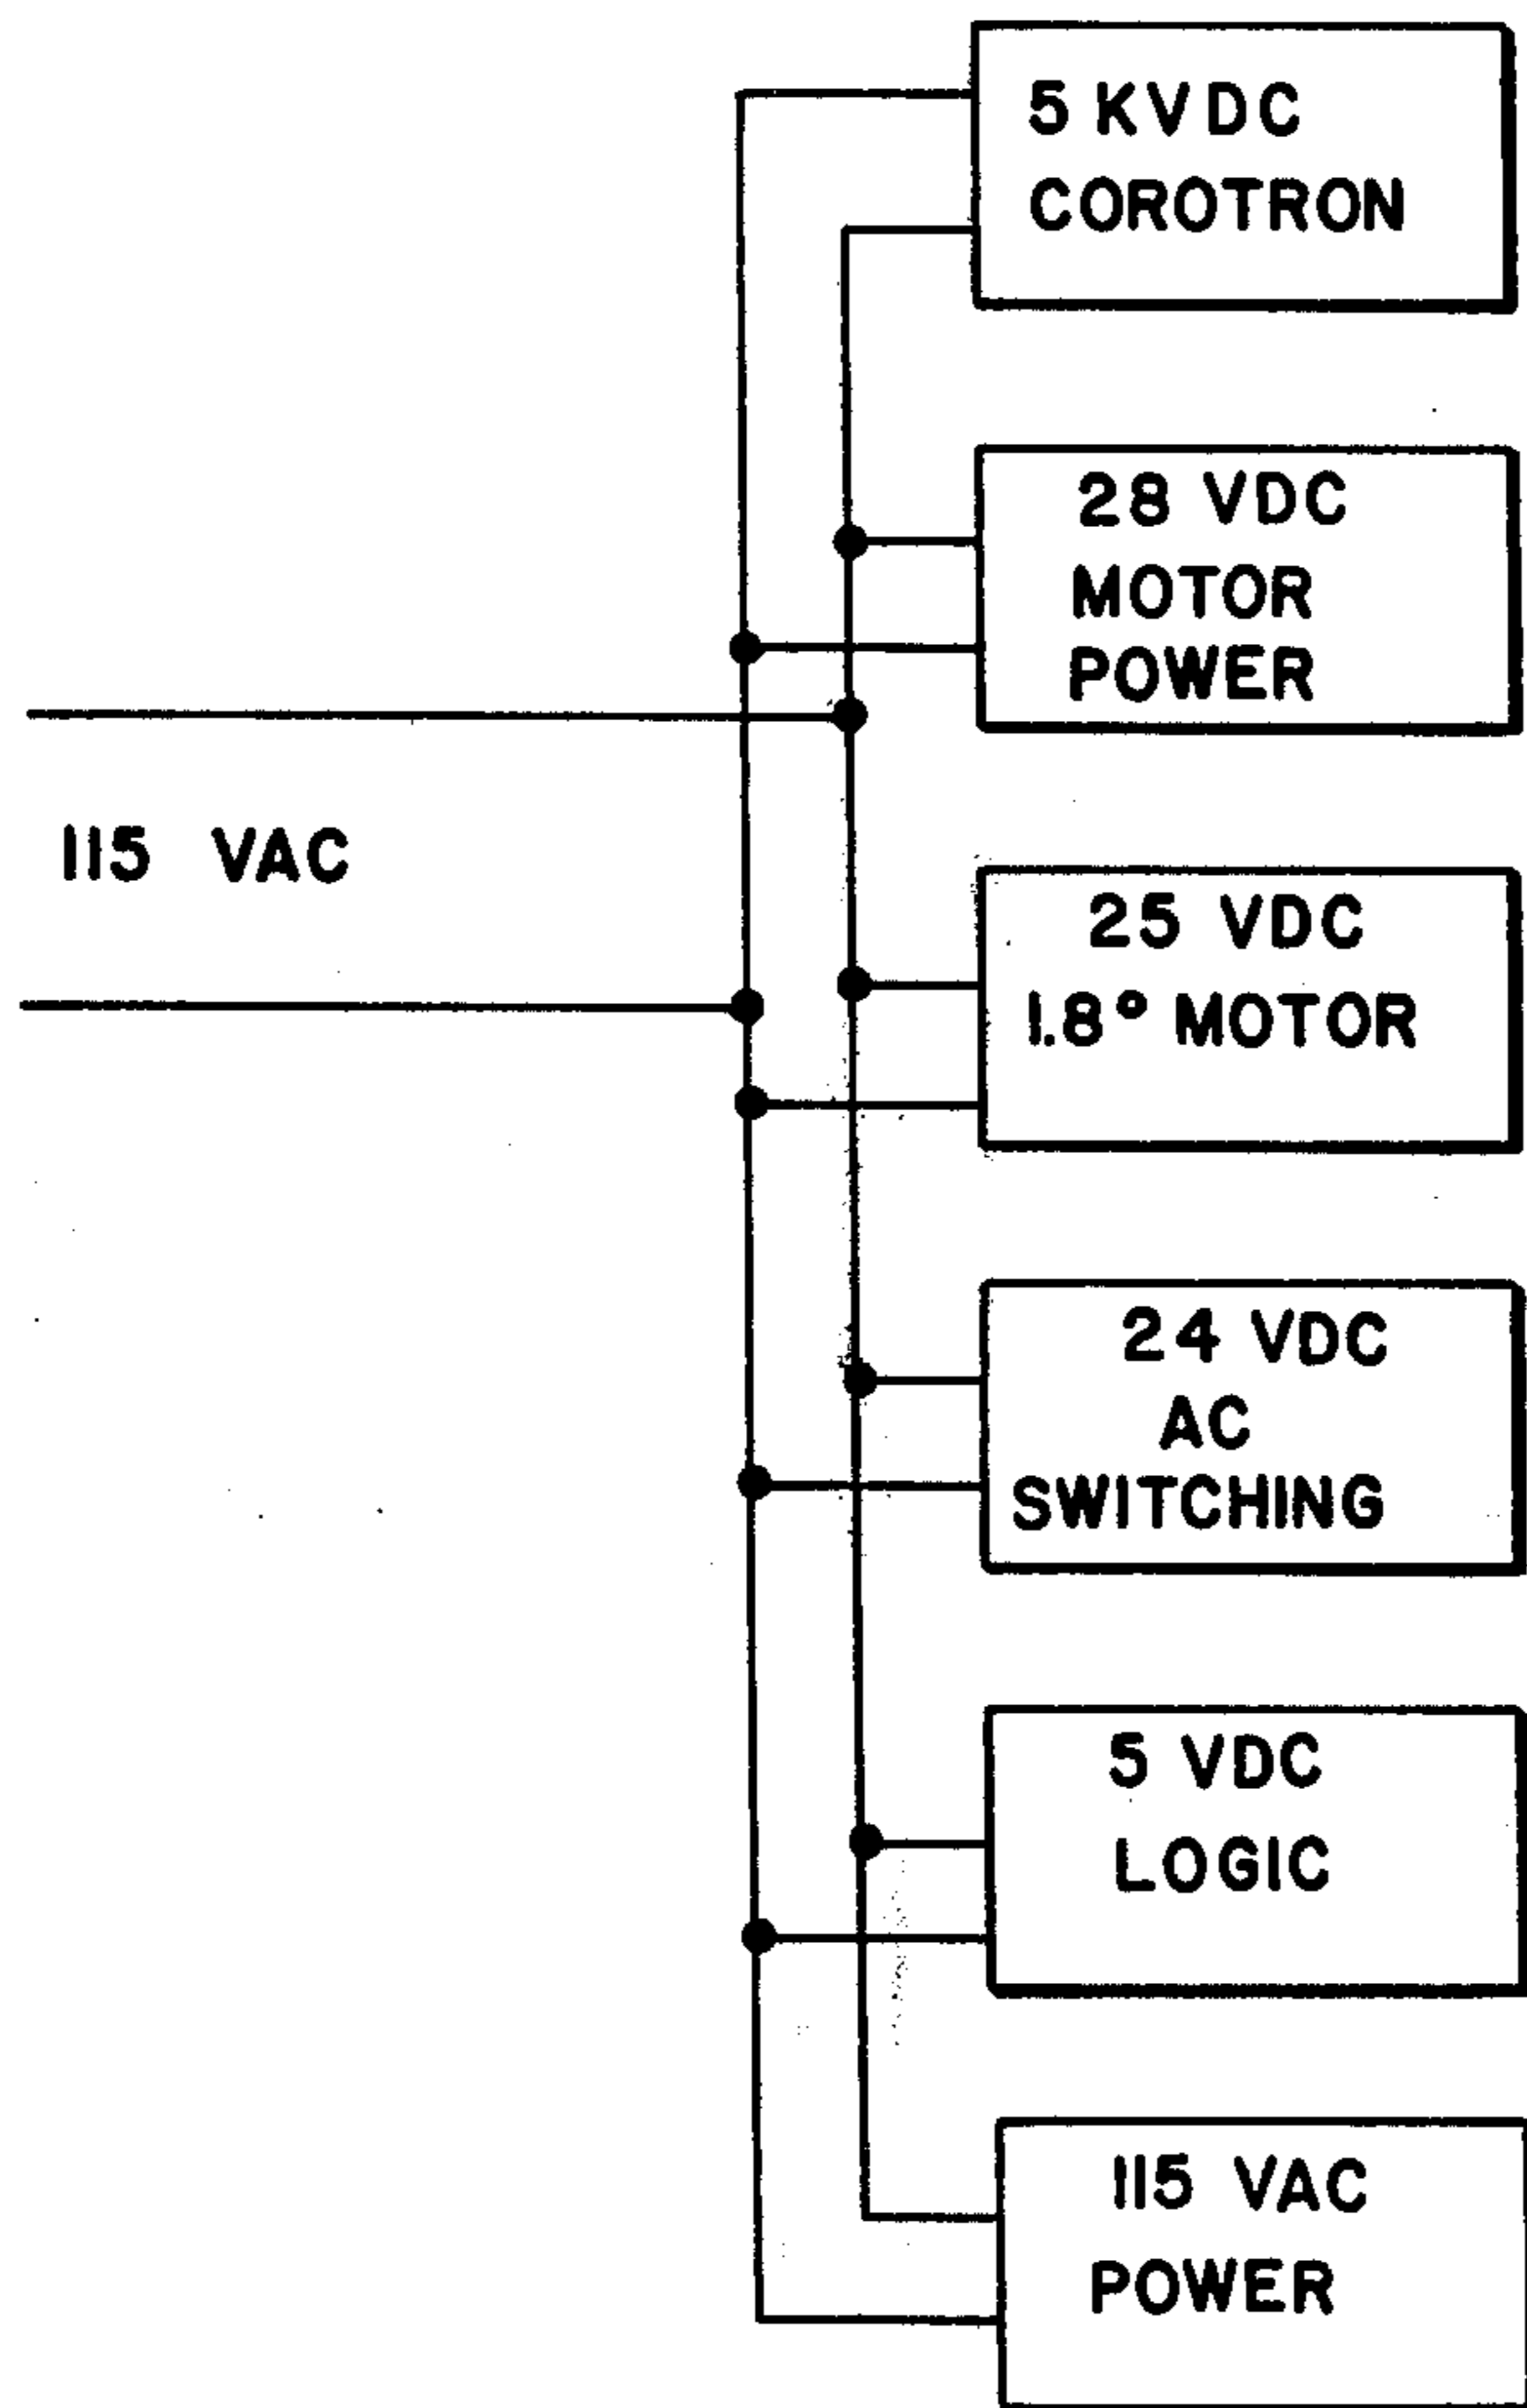 5 KVDC
COROTRON
28 VDC
MOTOR
POWER
115 VAC
25 VDC
1.8° MOTOR
24 VDC
AC
SWITCHING
5 VDC
LOGIC
115 VAC
POWER